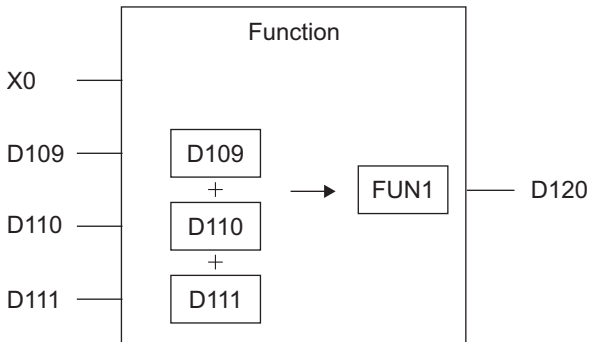 Function
X0
D109 D109
+
FUN1 D120
D110 D110
+
D111 D111